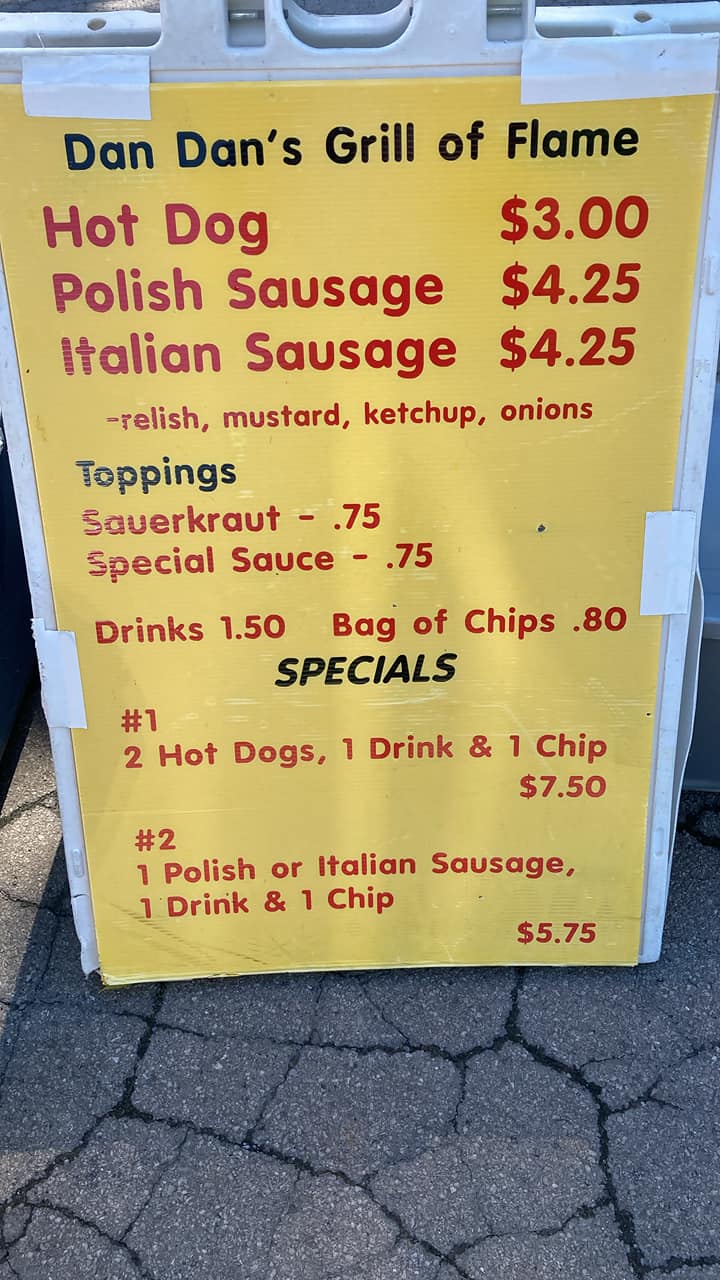 Dan Dan's Grill of Flame
Hot Dog $3.00
Polish Sausage $4.25
Italian Sausage $4.25
-relish, mustard, ketchup, onions
Toppings
Sauerkraut - .75
Special Sauce - .75
Drinks 1.50 Bag of Chips .80
SPECIALS
#1
2 Hot Dogs, 1 Drink & 1 Chip
$7.50
#2
1 Polish or Italian Sausage,
1 Drink & 1 Chip
$5.75